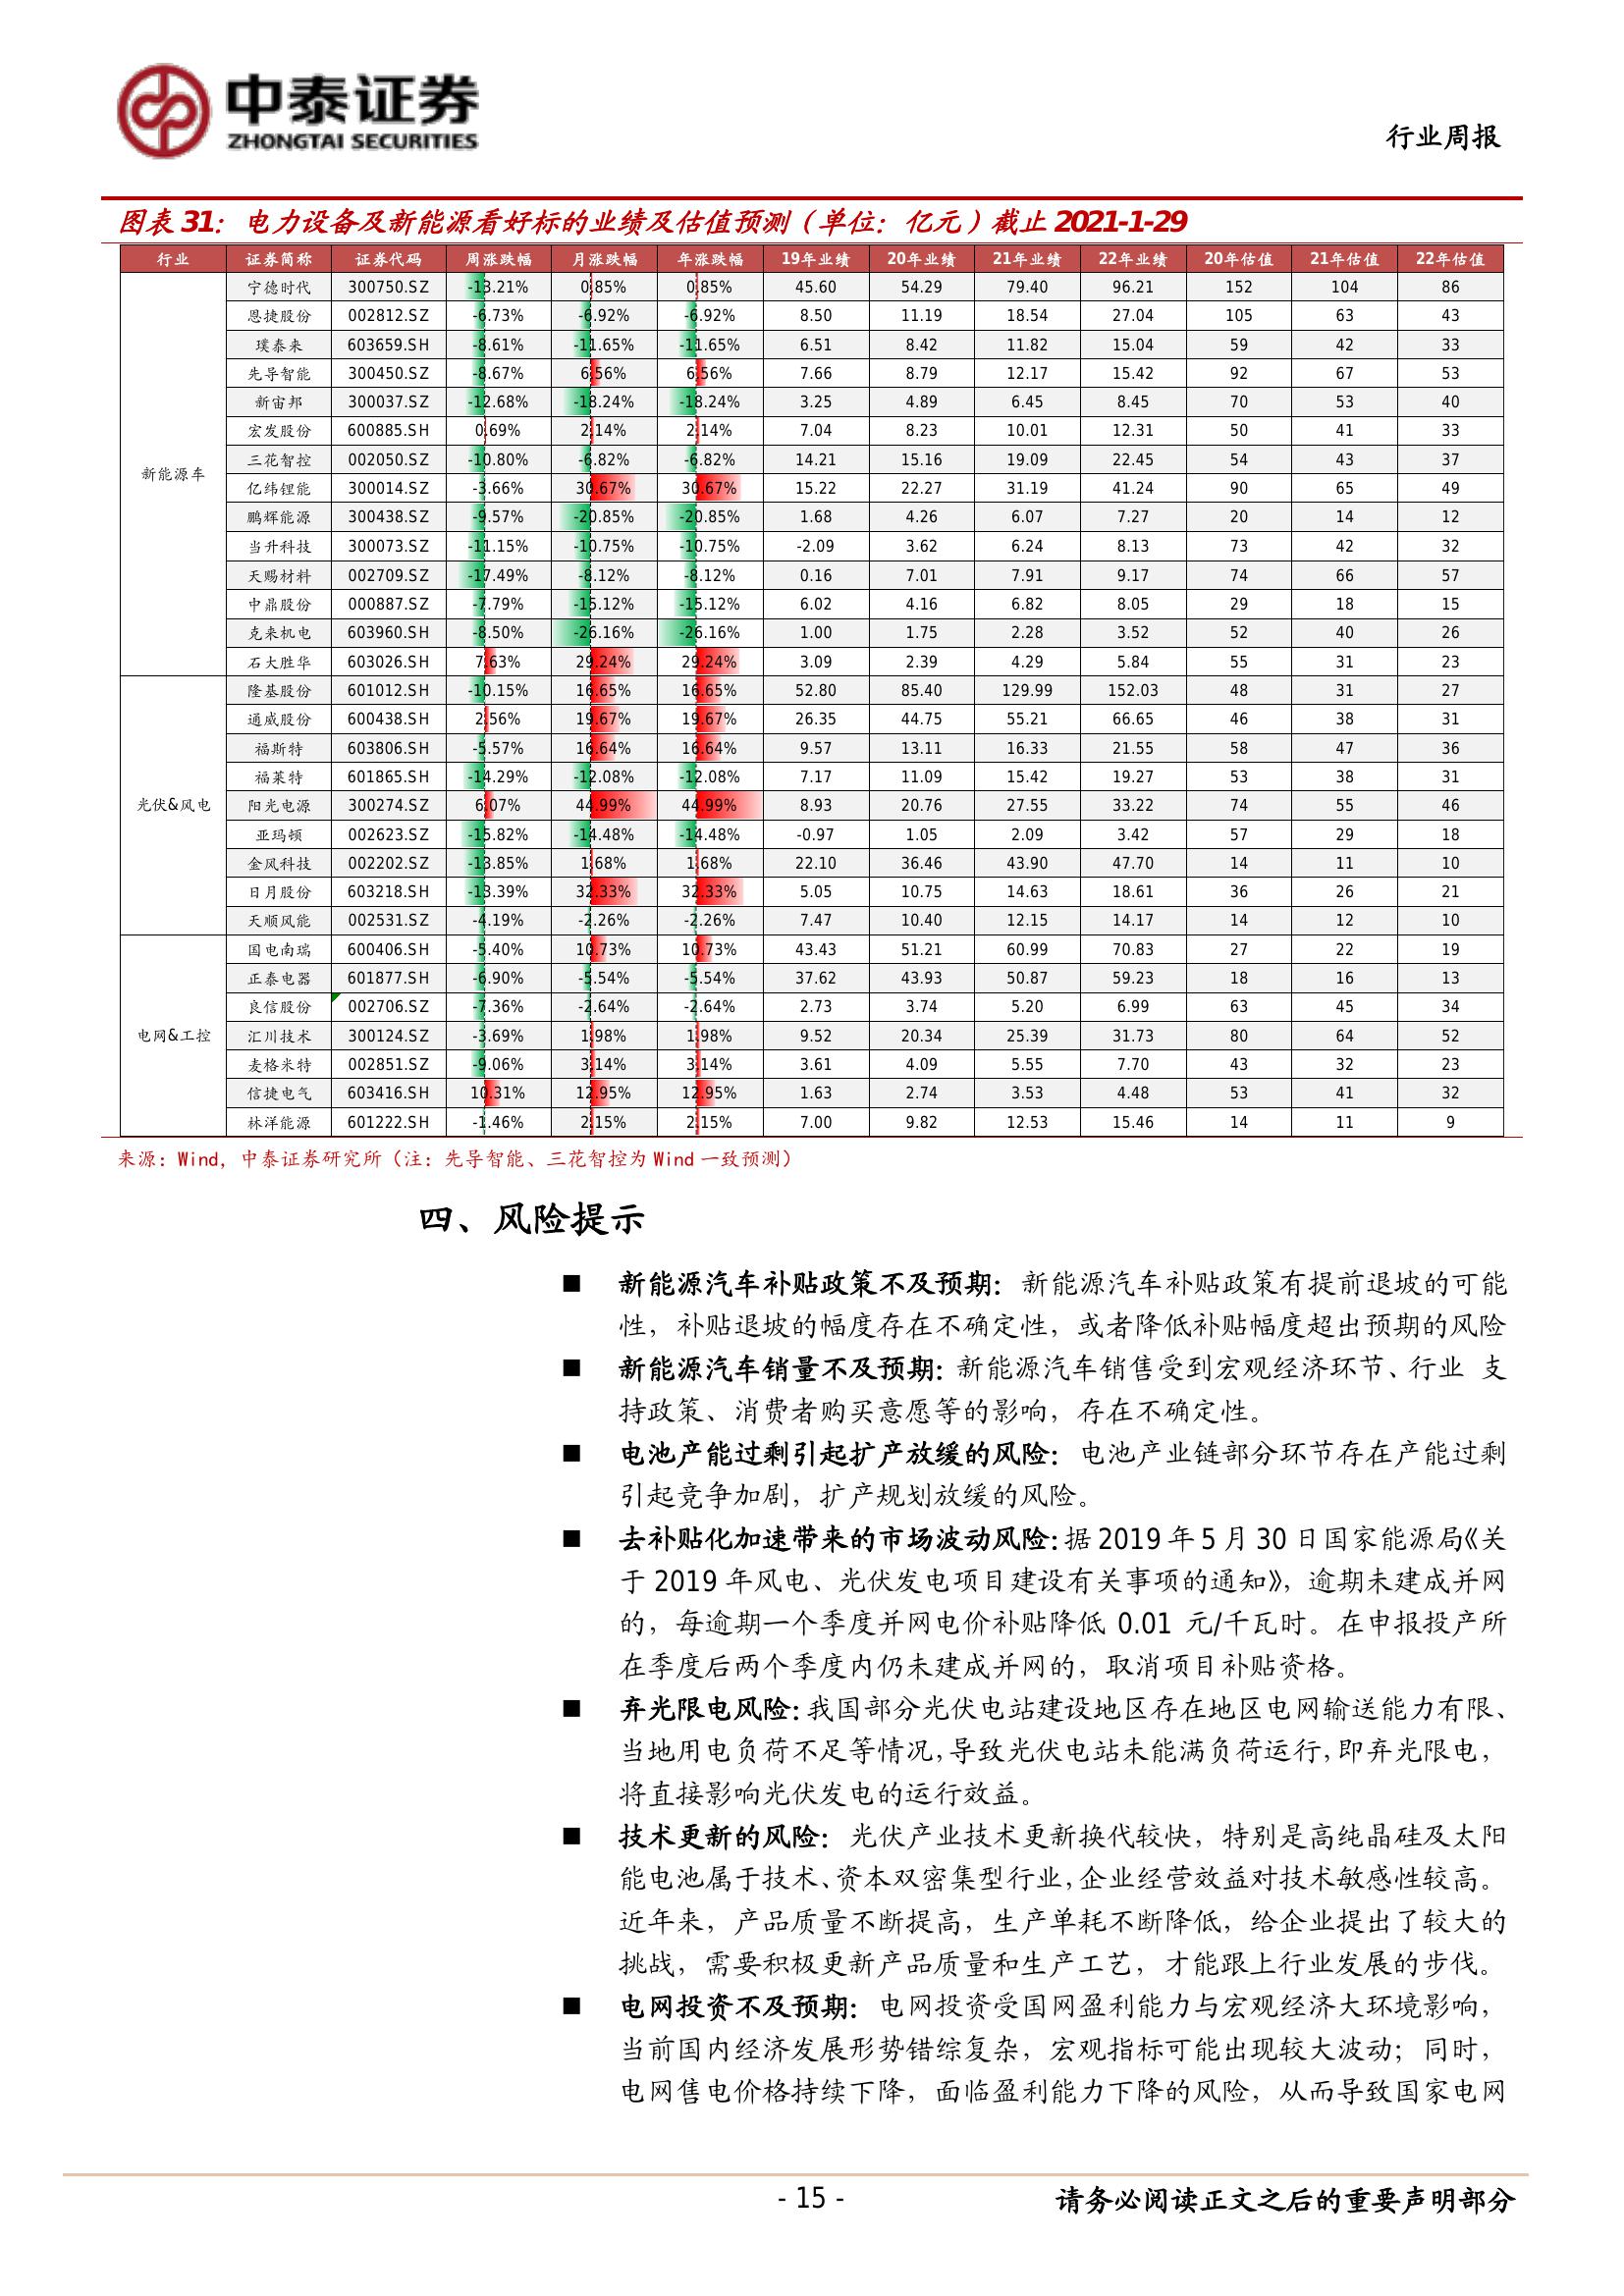 中泰证券
ZHONGTAI SECURITIES
行业周报
图表 31：电力设备及新能源看好标的业绩及估值预测（单位：亿元）截止 2021-1-29
行业 证券简称 证券代码 周涨跌幅 月涨跌幅 年涨跌幅 19年业绩 20年业绩 21年业绩 22年业绩 20年估值 21年估值 22年估值
宁德时代 300750.SZ -13.21% 0.85% 0.85% 45.60 54.29 79.40 96.21 152 104 86
恩捷股份 002812.SZ -6.73% -6.92% -6.92% 8.50 11.19 18.54 27.04 105 63 43
璞泰来 603659.SH -8.61% -11.65% -11.65% 6.51 8.42 11.82 15.04 59 42 33
先导智能 300450.SZ -8.67% 6.56% 6.56% 7.66 8.79 12.17 15.42 92 67 53
新宙邦 300037.SZ -12.68% -18.24% -18.24% 3.25 4.89 6.45 8.45 70 53 40
宏发股份 600885.SH 0.69% 2.14% 2.14% 7.04 8.23 10.01 12.31 50 41 33
三花智控 002050.SZ -10.80% -6.82% -6.82% 14.21 15.16 19.09 22.45 54 43 37
新能源车
亿纬锂能 300014.SZ -3.66% 30.67% 30.67% 15.22 22.27 31.19 41.24 90 65 49
鹏辉能源 300438.SZ -9.57% -20.85% -20.85% 1.68 4.26 6.07 7.27 20 14 12
当升科技 300073.SZ -11.15% -10.75% -10.75% -2.09 3.62 6.24 8.13 73 42 32
天赐材料 002709.SZ -17.49% -8.12% -8.12% 0.16 7.01 7.91 9.17 74 66 57
中鼎股份 000887.SZ -7.79% -15.12% -15.12% 6.02 4.16 6.82 8.05 29 18 15
克来机电 603960.SH -8.50% -26.16% -26.16% 1.00 1.75 2.28 3.52 52 40 26
石大胜华 603026.SH 7.63% 29.24% 29.24% 3.09 2.39 4.29 5.84 55 31 23
隆基股份 601012.SH -10.15% 16.65% 16.65% 52.80 85.40 129.99 152.03 48 31 27
通威股份 600438.SH 2.56% 19.67% 19.67% 26.35 44.75 55.21 66.65 46 38 31
福斯特 603806.SH -5.57% 16.64% 16.64% 9.57 13.11 16.33 21.55 58 47 36
福莱特 601865.SH -14.29% -12.08% -12.08% 7.17 11.09 15.42 19.27 53 38 31
光伏&风电 阳光电源 300274.SZ 6.07% 44.99% 44.99% 8.93 20.76 27.55 33.22 74 55 46
亚玛顿 002623.SZ -15.82% -14.48% -14.48% -0.97 1.05 2.09 3.42 57 29 18
金风科技 002202.SZ -13.85% 1.68% 1.68% 22.10 36.46 43.90 47.70 14 11 10
日月股份 603218.SH -13.39% 32.33% 32.33% 5.05 10.75 14.63 18.61 36 26 21
天顺风能 002531.SZ -4.19% -2.26% -2.26% 7.47 10.40 12.15 14.17 14 12 10
国电南瑞 600406.SH -5.40% 10.73% 10.73% 43.43 51.21 60.99 70.83 27 22 19
正泰电器 601877.SH -6.90% -5.54% -5.54% 37.62 43.93 50.87 59.23 18 16 13
良信股份 002706.SZ -7.36% -2.64% -2.64% 2.73 3.74 5.20 6.99 63 45 34
电网&工控 汇川技术 300124.SZ -3.69% 1.98% 1.98% 9.52 20.34 25.39 31.73 80 64 52
麦格米特 002851.SZ -9.06% 3.14% 3.14% 3.61 4.09 5.55 7.70 43 32 23
信捷电气 603416.SH 10.31% 12.95% 12.95% 1.63 2.74 3.53 4.48 53 41 32
林洋能源 601222.SH -1.46% 2.15% 2.15% 7.00 9.82 12.53 15.46 14 11 9
来源：Wind，中泰证券研究所（注：先导智能、三花智控为 Wind 一致预测）
四、风险提示
■ 新能源汽车补贴政策不及预期：新能源汽车补贴政策有提前退坡的可能
性，补贴退坡的幅度存在不确定性，或者降低补贴幅度超出预期的风险
■ 新能源汽车销量不及预期：新能源汽车销售受到宏观经济环节、行业 支
持政策、消费者购买意愿等的影响，存在不确定性。
■ 电池产能过剩引起扩产放缓的风险：电池产业链部分环节存在产能过剩
引起竞争加剧，扩产规划放缓的风险。
■ 去补贴化加速带来的市场波动风险：据 2019 年 5 月 30 日国家能源局《关
于 2019 年风电、光伏发电项目建设有关事项的通知》，逾期未建成并网
的，每逾期一个季度并网电价补贴降低 0.01 元/千瓦时。在申报投产所
在季度后两个季度内仍未建成并网的，取消项目补贴资格。
■ 弃光限电风险：我国部分光伏电站建设地区存在地区电网输送能力有限、
当地用电负荷不足等情况，导致光伏电站未能满负荷运行，即弃光限电，
将直接影响光伏发电的运行效益。
■ 技术更新的风险：光伏产业技术更新换代较快，特别是高纯晶硅及太阳
能电池属于技术、资本双密集型行业，企业经营效益对技术敏感性较高。
近年来，产品质量不断提高，生产单耗不断降低，给企业提出了较大的
挑战，需要积极更新产品质量和生产工艺，才能跟上行业发展的步伐。
■ 电网投资不及预期：电网投资受国网盈利能力与宏观经济大环境影响，
当前国内经济发展形势错综复杂，宏观指标可能出现较大波动；同时，
电网售电价格持续下降，面临盈利能力下降的风险，从而导致国家电网
- 15 -
请务必阅读正文之后的重要声明部分